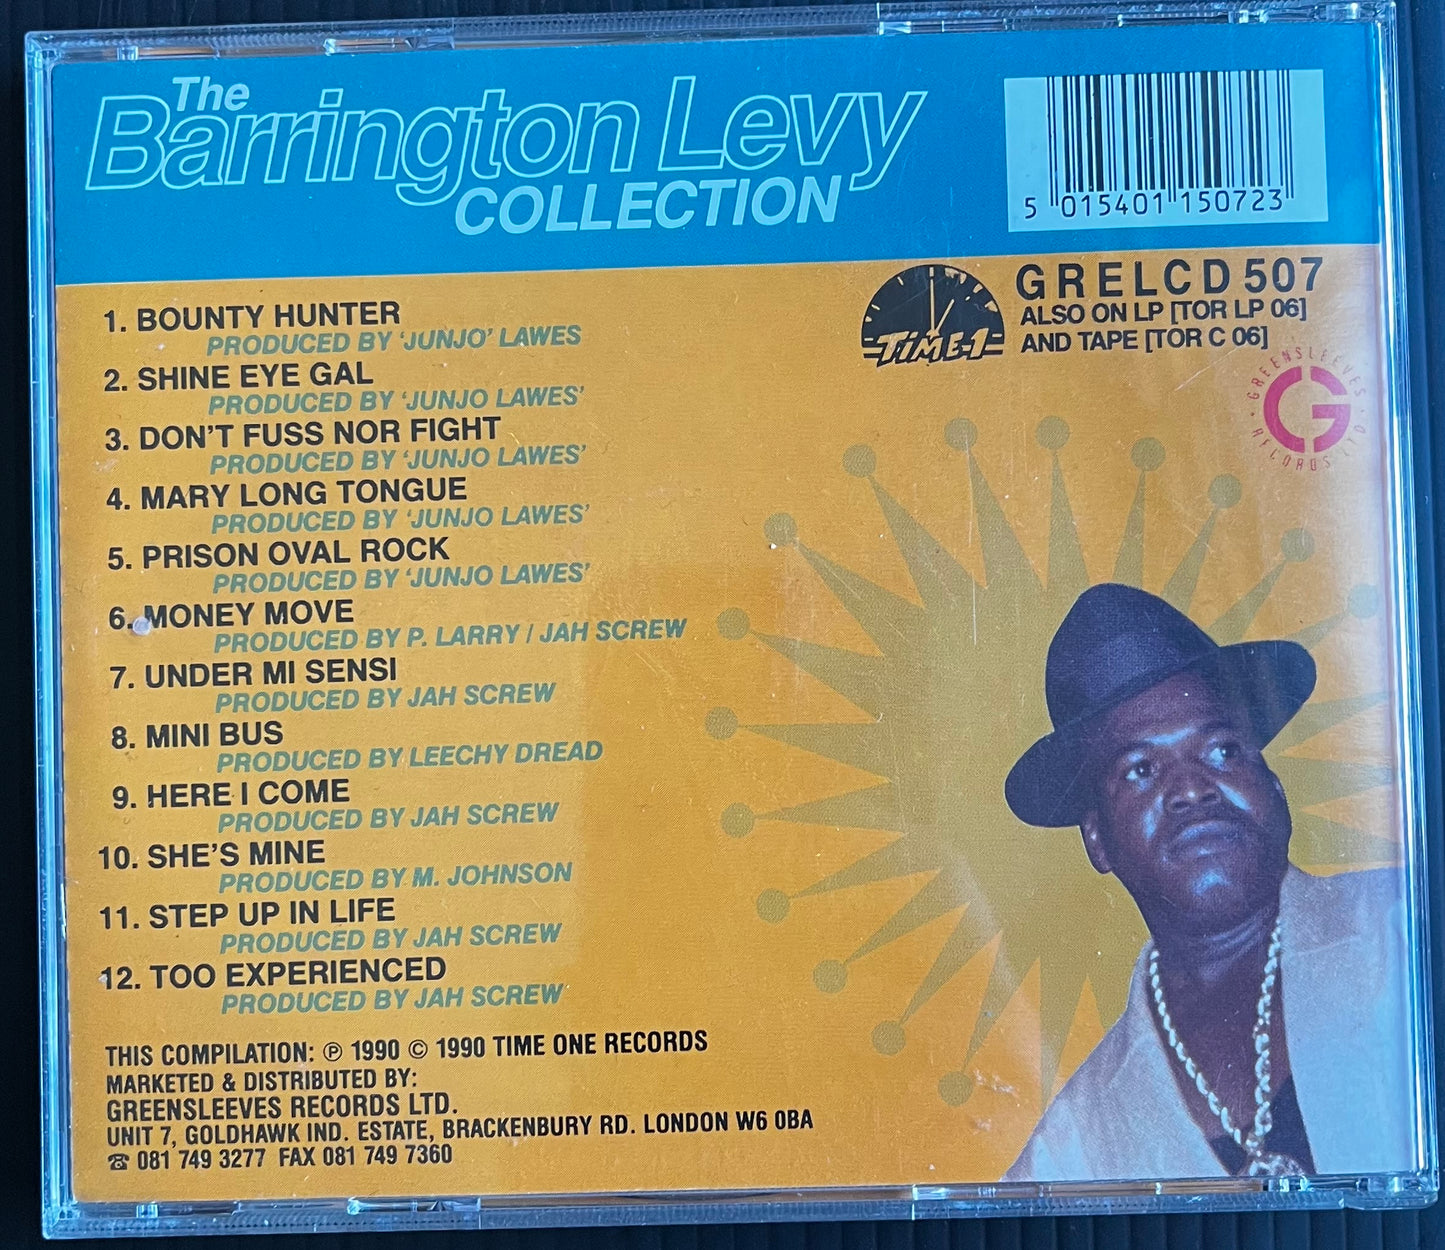 The
Barrington Levy
COLLECTION
5 015401 150723
TIME-1
GRELCD 507
ALSO ON LP [TOR LP 06]
AND TAPE [TOR C 06]
GREENSLEEVES
G
RECORDS LTD
1. BOUNTY HUNTER
PRODUCED BY ‘JUNJO’ LAWES
2. SHINE EYE GAL
PRODUCED BY ‘JUNJO LAWES’
3. DON’T FUSS NOR FIGHT
PRODUCED BY ‘JUNJO LAWES’
4. MARY LONG TONGUE
PRODUCED BY ‘JUNJO LAWES’
5. PRISON OVAL ROCK
PRODUCED BY ‘JUNJO LAWES’
6. MONEY MOVE
PRODUCED BY P. LARRY / JAH SCREW
7. UNDER MI SENSI
PRODUCED BY JAH SCREW
8. MINI BUS
PRODUCED BY LEECHY DREAD
9. HERE I COME
PRODUCED BY JAH SCREW
10. SHE’S MINE
PRODUCED BY M. JOHNSON
11. STEP UP IN LIFE
PRODUCED BY JAH SCREW
12. TOO EXPERIENCED
PRODUCED BY JAH SCREW
THIS COMPILATION: ℗ 1990 © 1990 TIME ONE RECORDS
MARKETED & DISTRIBUTED BY:
GREENSLEEVES RECORDS LTD.
UNIT 7, GOLDHAWK IND. ESTATE, BRACKENBURY RD. LONDON W6 0BA
☎ 081 749 3277 FAX 081 749 7360